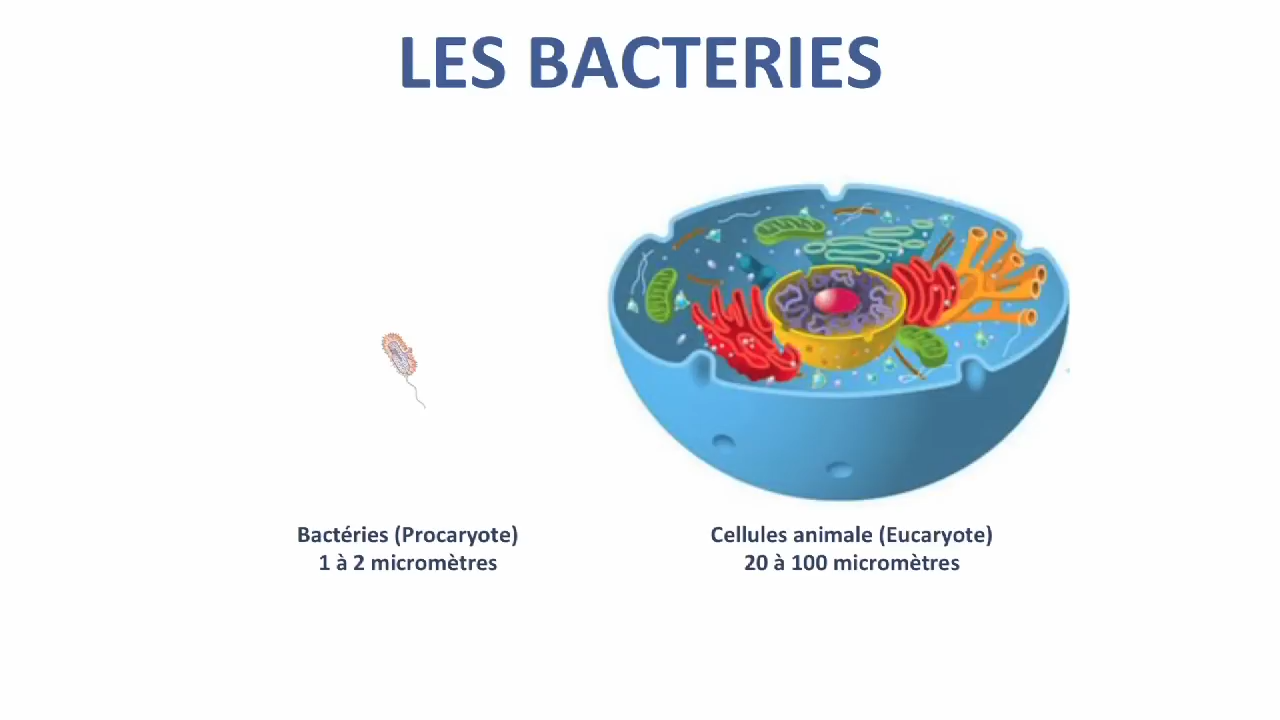 LES BACTERIES
Bactéries (Procaryote)
1 à 2 micromètres
Cellules animale (Eucaryote)
20 à 100 micromètres